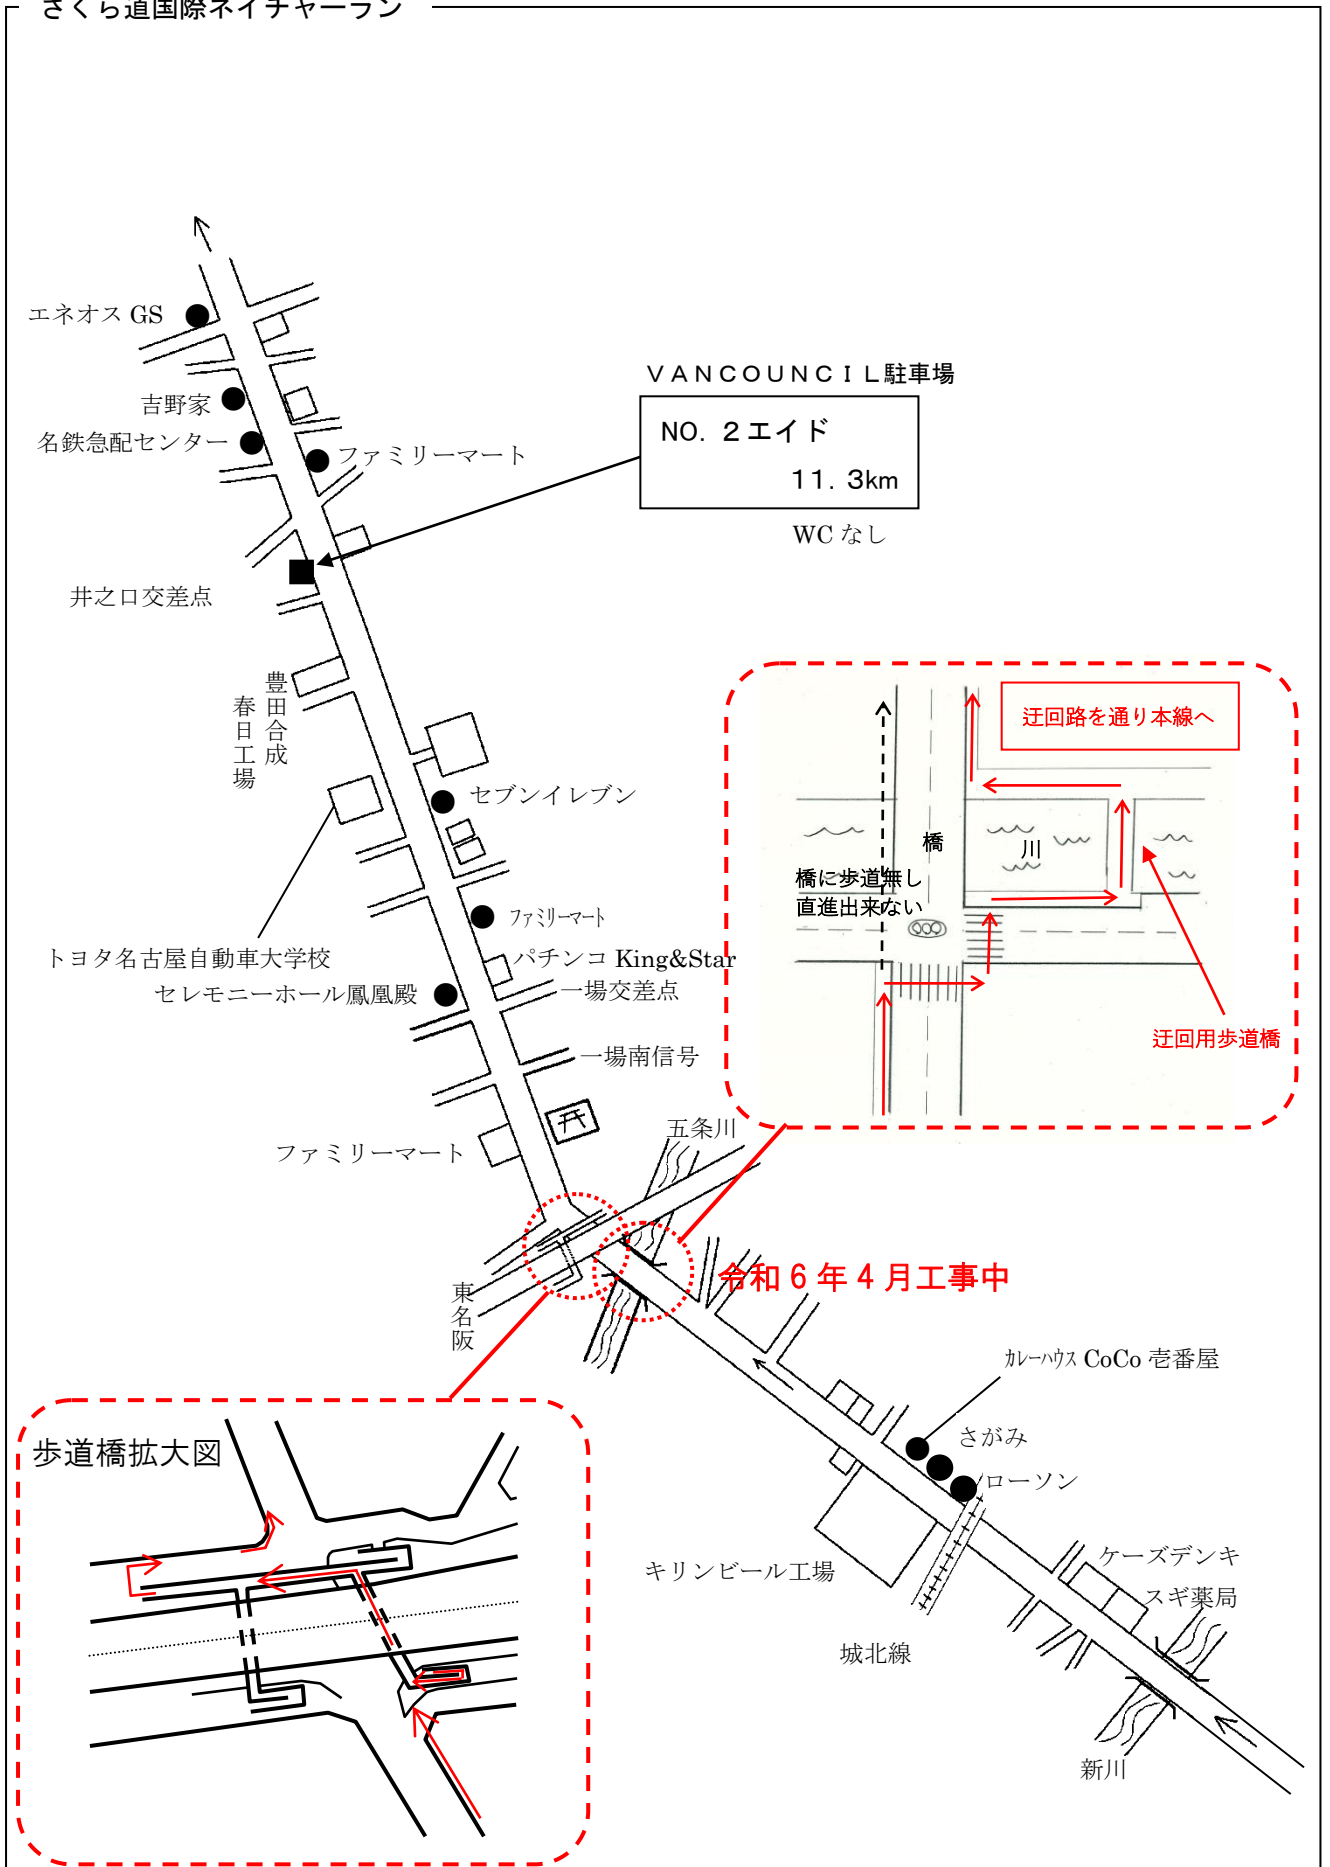 さくら道国際ネイチャーラン
エネオス GS
吉野家
名鉄急配センター
ファミリーマート
VANCOUNCIL駐車場
NO. 2エイド
11. 3km
WC なし
井之口交差点
豊田合成
春日工場
セブンイレブン
ファミリーマート
トヨタ名古屋自動車大学校
パチンコ King&Star
セレモニーホール鳳凰殿
一場交差点
一場南信号
ファミリーマート
五条川
東名阪
迂回路を通り本線へ
橋
川
橋に歩道無し
直進出来ない
迂回用歩道橋
令和6年4月工事中
カレーハウス CoCo 壱番屋
さがみ
ローソン
キリンビール工場
城北線
ケーズデンキ
スギ薬局
新川
歩道橋拡大図